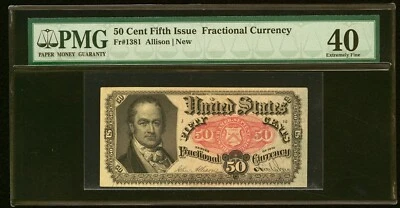 PMG
PAPER MONEY GUARANTY
50 Cent Fifth Issue Fractional Currency
Fr#1381 Allison | New
40
Extremely Fine
50
United States
FIFTY CENTS
50 50
Fractional Currency
50